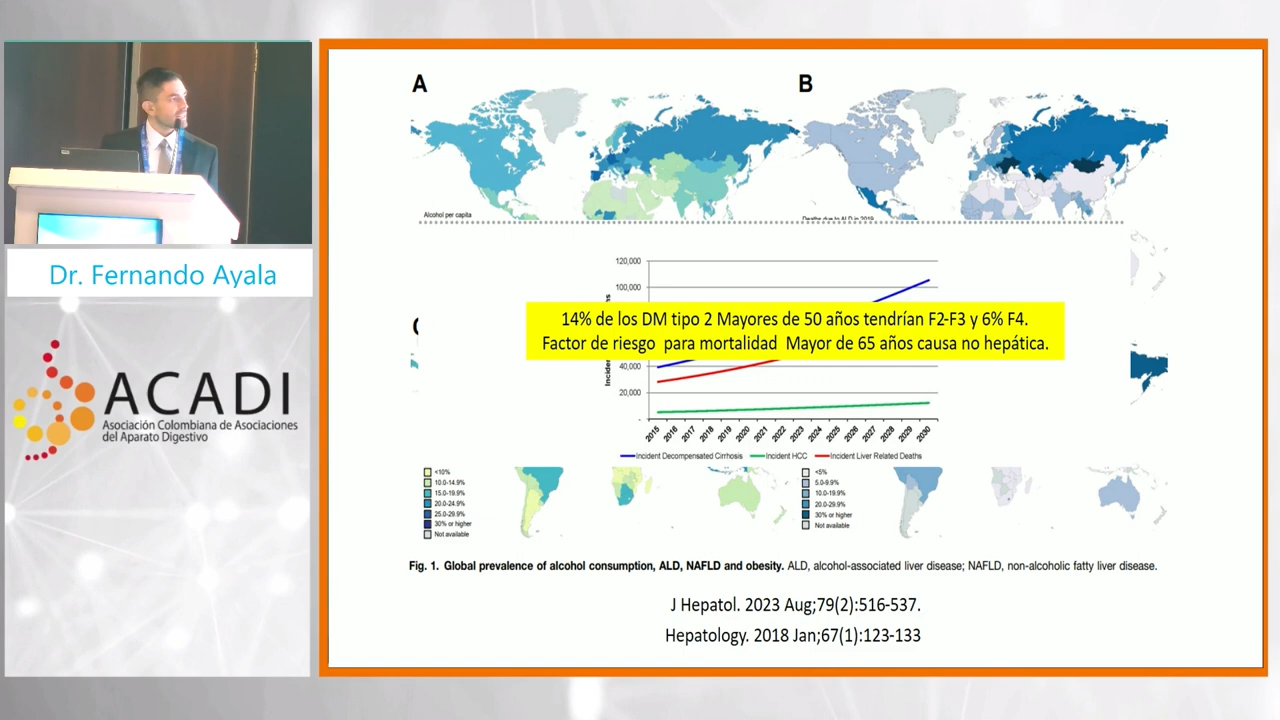 Dr. Fernando Ayala
ACADI
Asociación Colombiana de Asociaciones
del Aparato Digestivo
A
B
Alcohol per capita
Deaths due to ALD in 2019
120,000
100,000
14% de los DM tipo 2 Mayores de 50 años tendrían F2-F3 y 6% F4.
Factor de riesgo para mortalidad Mayor de 65 años causa no hepática.
40,000
20,000
2015 2016 2017 2018 2019 2020 2021 2022 2023 2024 2025 2026 2027 2028 2029 2030
Incident Decompensated Cirrhosis Incident HCC Incident Liver Related Deaths
<10%
10.0-14.9%
15.0-19.9%
20.0-24.9%
25.0-29.9%
30% or higher
Not available
<5%
5.0-9.9%
10.0-19.9%
20.0-29.9%
30% or higher
Not available
Fig. 1. Global prevalence of alcohol consumption, ALD, NAFLD and obesity. ALD, alcohol-associated liver disease; NAFLD, non-alcoholic fatty liver disease.
J Hepatol. 2023 Aug;79(2):516-537.
Hepatology. 2018 Jan;67(1):123-133